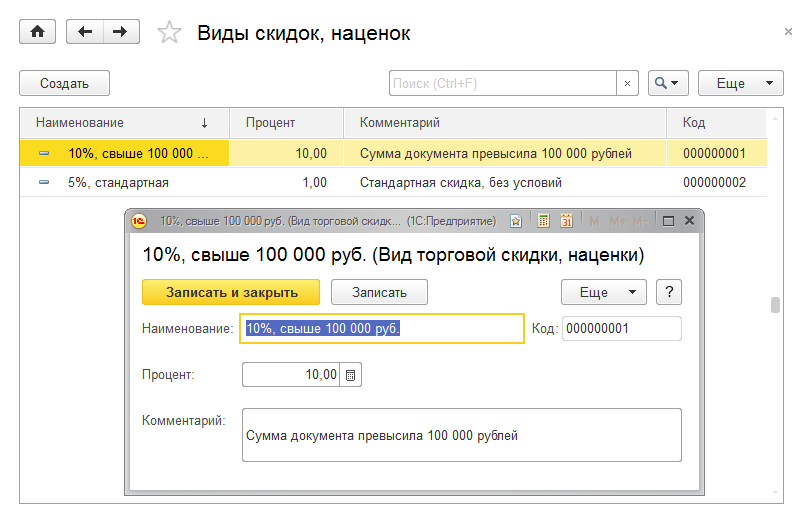 Виды скидок, наценок
Создать
Поиск (Ctrl+F)
×
Еще
Наименование ↓ Процент Комментарий Код
10%, свыше 100 000 ... 10,00 Сумма документа превысила 100 000 рублей 000000001
5%, стандартная 1,00 Стандартная скидка, без условий 000000002
1С 10%, свыше 100 000 руб. (Вид торговой скидк... (1С:Предприятие) 31 M M+ M-
10%, свыше 100 000 руб. (Вид торговой скидки, наценки)
Записать и закрыть Записать Еще ?
Наименование: 10%, свыше 100 000 руб. Код: 000000001
Процент: 10,00
Комментарий:
Сумма документа превысила 100 000 рублей